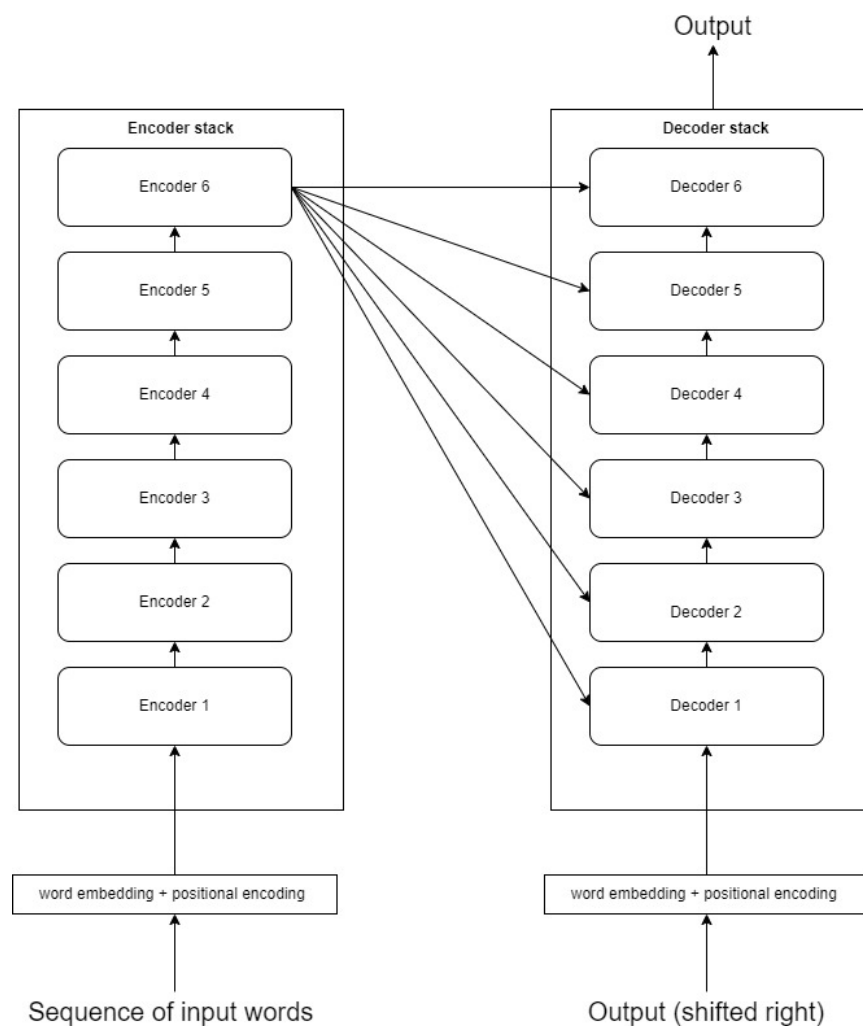 Output
Encoder stack
Decoder stack
Encoder 6
Decoder 6
Encoder 5
Decoder 5
Encoder 4
Decoder 4
Encoder 3
Decoder 3
Encoder 2
Decoder 2
Encoder 1
Decoder 1
word embedding + positional encoding
word embedding + positional encoding
Sequence of input words
Output (shifted right)